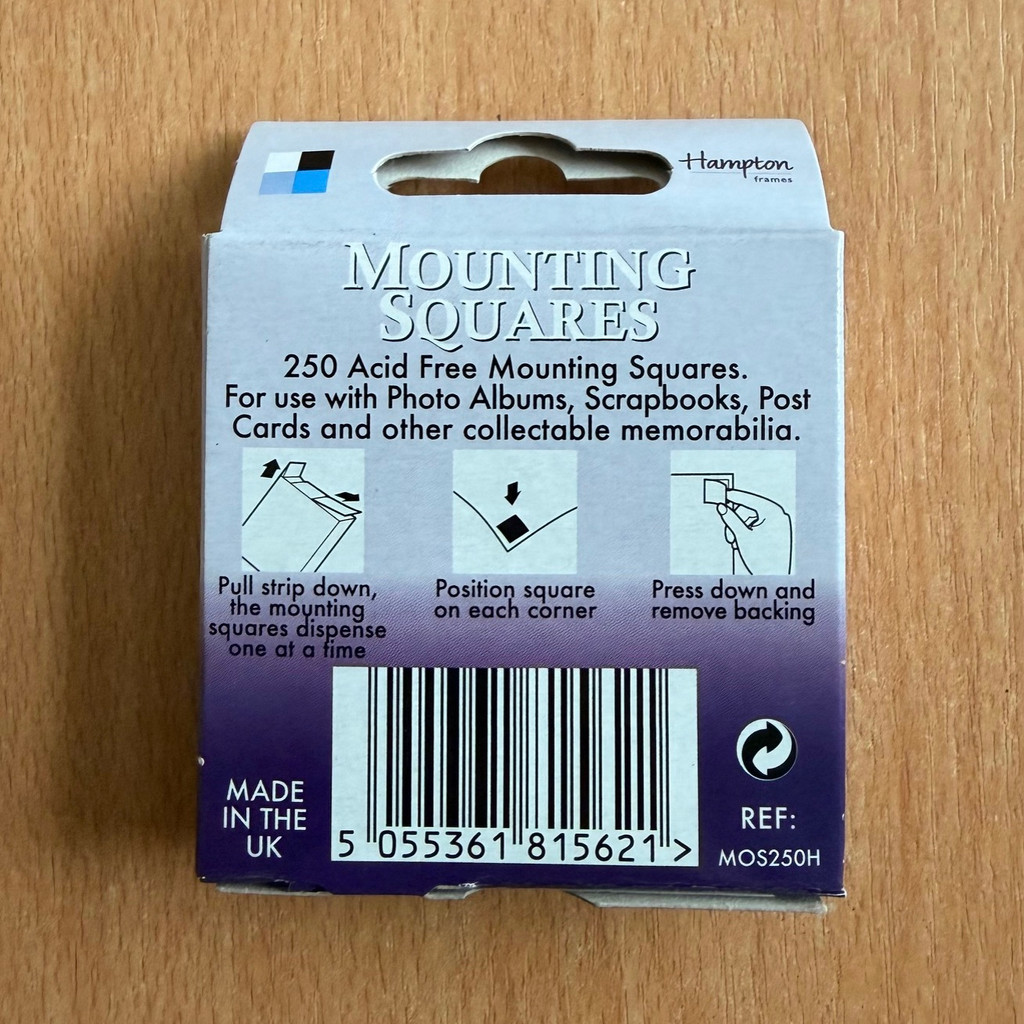 Hampton
frames
MOUNTING
SQUARES
250 Acid Free Mounting Squares.
For use with Photo Albums, Scrapbooks, Post
Cards and other collectable memorabilia.
Pull strip down,
the mounting
squares dispense
one at a time
Position square
on each corner
Press down and
remove backing
MADE
IN THE
UK
5 055361 815621 >
REF:
MOS250H